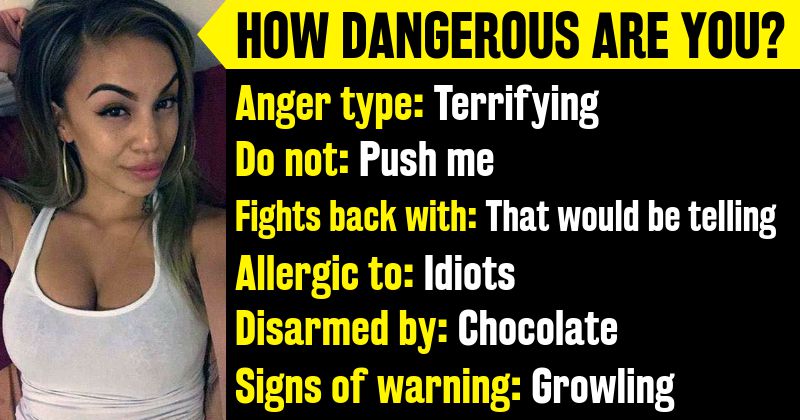 HOW DANGEROUS ARE YOU?
Anger type: Terrifying
Do not: Push me
Fights back with: That would be telling
Allergic to: Idiots
Disarmed by: Chocolate
Signs of warning: Growling